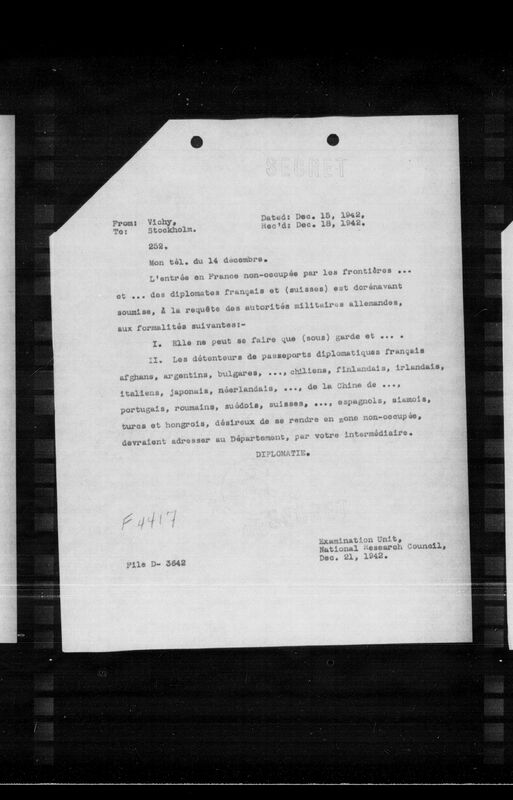 SECRET
From: Vichy,
To: Stockholm.
Dated: Dec. 15, 1942.
Rec'd: Dec. 18, 1942.
252.
Mon tél. du 14 décembre.
L'entrée en France non-occupée par les frontières ...
et ... des diplomates français et (suisses) est dorénavant
soumise, à la requête des autorités militaires allemandes,
aux formalités suivantes:-
I. Elle ne peut se faire que (sous) garde et ... .
II. Les détenteurs de passeports diplomatiques français
afghans, argentins, bulgares, ..., chiliens, finlandais, irlandais,
italiens, japonais, néerlandais, ..., de la Chine de ...,
portugais, roumains, suédois, suisses, ..., espagnols, siamois,
turcs et hongrois, désireux de se rendre en zone non-occupée,
devraient adresser au Département, par votre intermédiaire.
DIPLOMATIE.
F4417
Examination Unit,
National Research Council,
Dec. 21, 1942.
File D- 3642